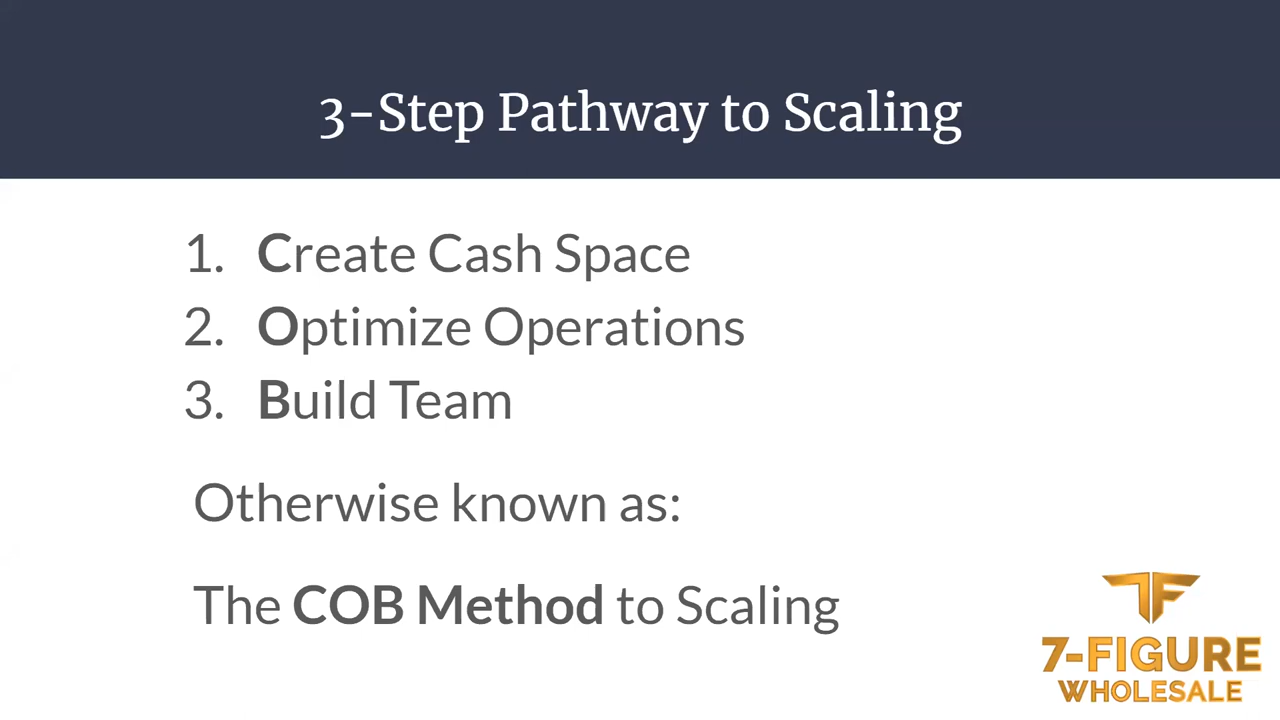 3-Step Pathway to Scaling
1. Create Cash Space
2. Optimize Operations
3. Build Team
Otherwise known as:
The COB Method to Scaling
7-FIGURE
WHOLESALE